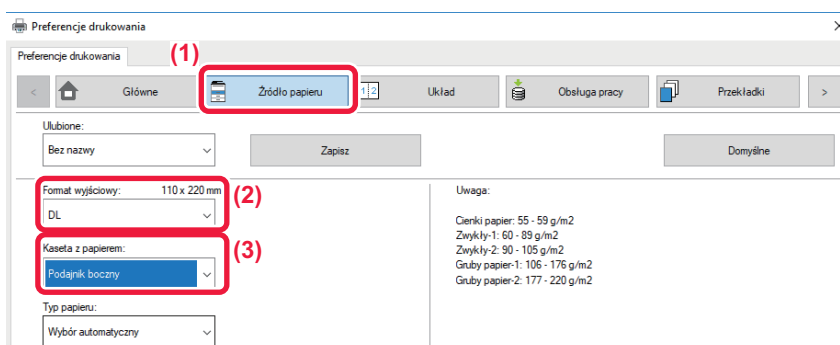 Preferencje drukowania
Preferencje drukowania
(1)
< Główne Źródło papieru 1 2 Układ Obsługa pracy Przekładki >
Ulubione:
Bez nazwy Zapisz Domyślne
Format wyjściowy: 110 x 220 mm (2)
DL
Kaseta z papierem: (3)
Podajnik boczny
Typ papieru:
Wybór automatyczny
Uwaga:
Cienki papier: 55 - 59 g/m2
Zwykły-1: 60 - 89 g/m2
Zwykły-2: 90 - 105 g/m2
Gruby papier-1: 106 - 176 g/m2
Gruby papier-2: 177 - 220 g/m2